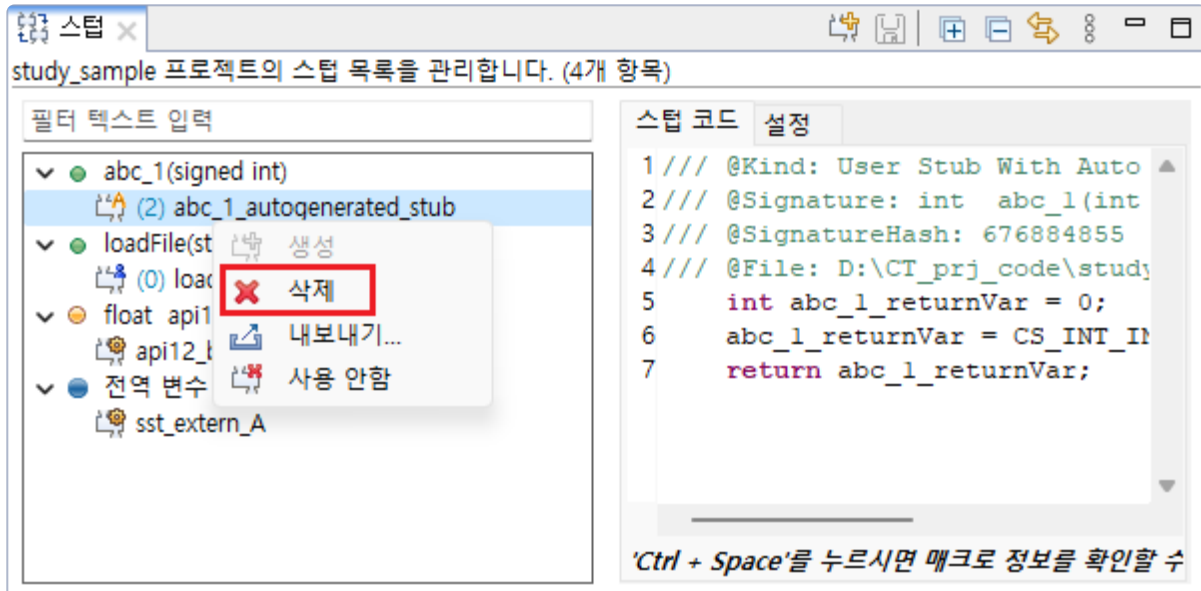 스텁
study_sample 프로젝트의 스텁 목록을 관리합니다. (4개 항목)
필터 텍스트 입력
abc_1(signed int)
(2) abc_1_autogenerated_stub
loadFile(st
(0) load
float api1
api12_b
전역 변수
sst_extern_A
생성
삭제
내보내기...
사용 안함
스텁 코드 설정
1 /// @Kind: User Stub With Auto
2 /// @Signature: int abc_1(int
3 /// @SignatureHash: 676884855
4 /// @File: D:\CT_prj_code\study
5 int abc_1_returnVar = 0;
6 abc_1_returnVar = CS_INT_IN
7 return abc_1_returnVar;
'Ctrl + Space'를 누르시면 매크로 정보를 확인할 수